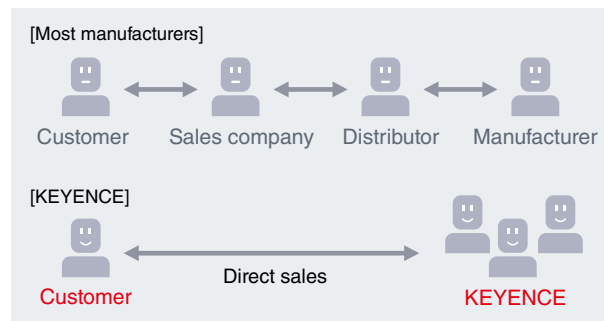 [Most manufacturers]
Customer Sales company Distributor Manufacturer
[KEYENCE]
Direct sales
Customer KEYENCE